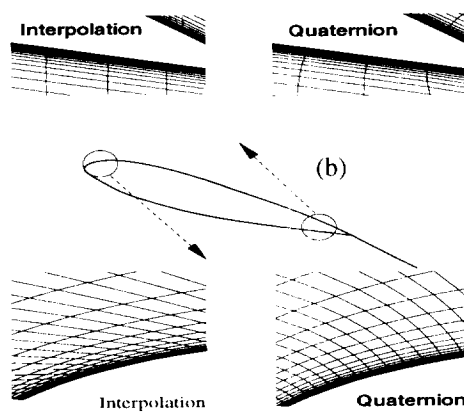 Interpolation
Quaternion
(b)
Interpolation
Quaternion